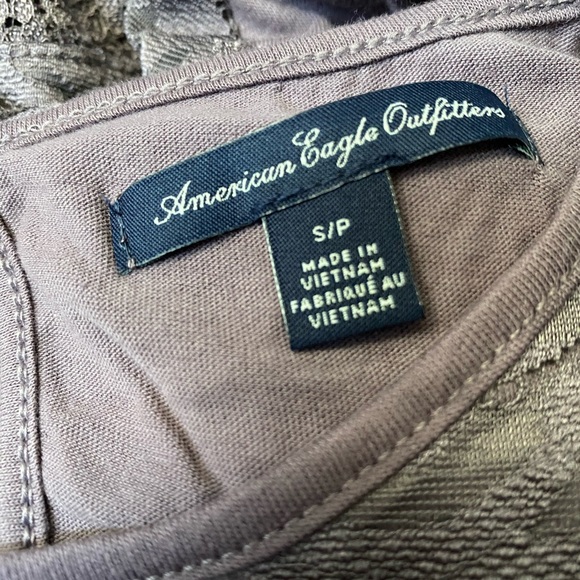 American Eagle Outfitters
S/P
MADE IN
VIETNAM
FABRIQUÉ AU
VIETNAM